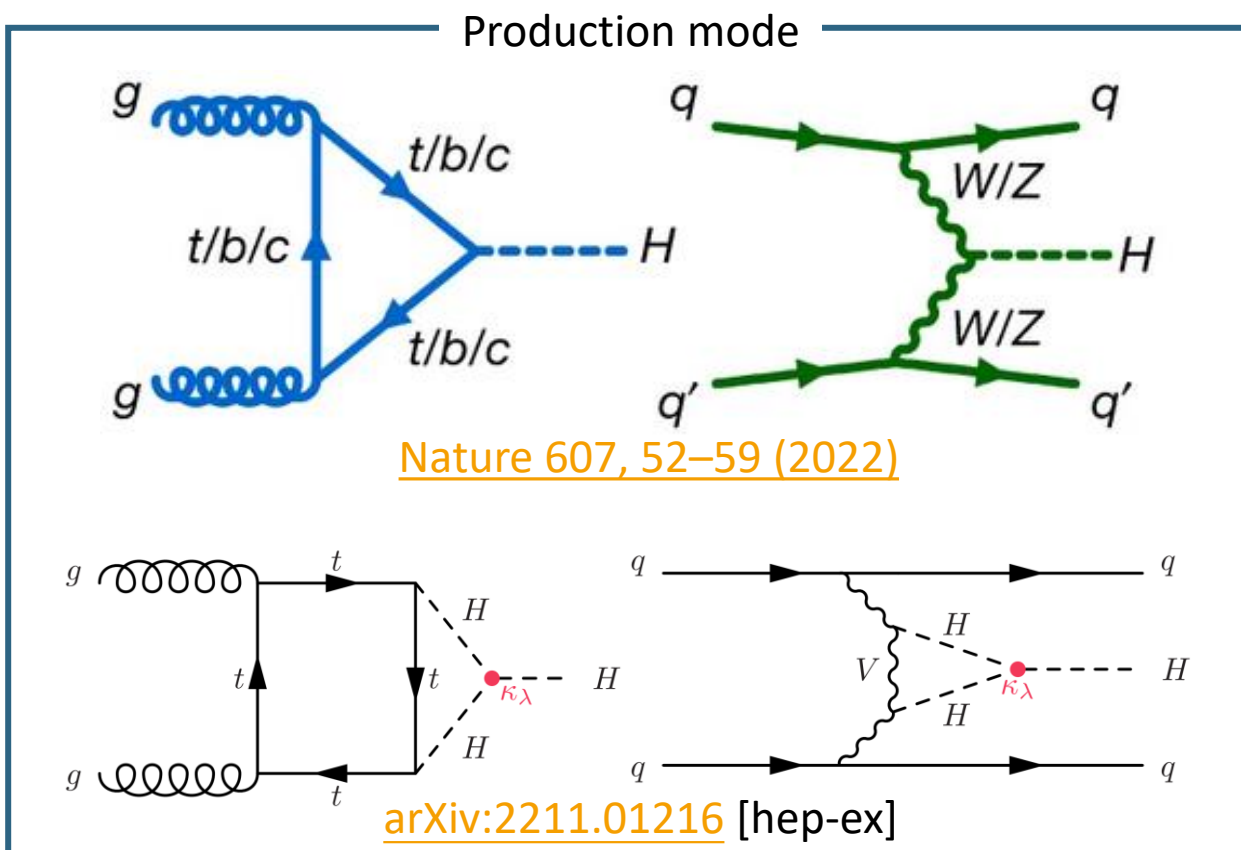 Production mode
g
t/b/c
t/b/c
H
t/b/c
g
q
q
W/Z
H
W/Z
q'
q'
Nature 607, 52–59 (2022)
g
t
H
t
t
κλ
H
H
g
t
q
q
H
V
κλ
H
H
q
q
arXiv:2211.01216 [hep-ex]